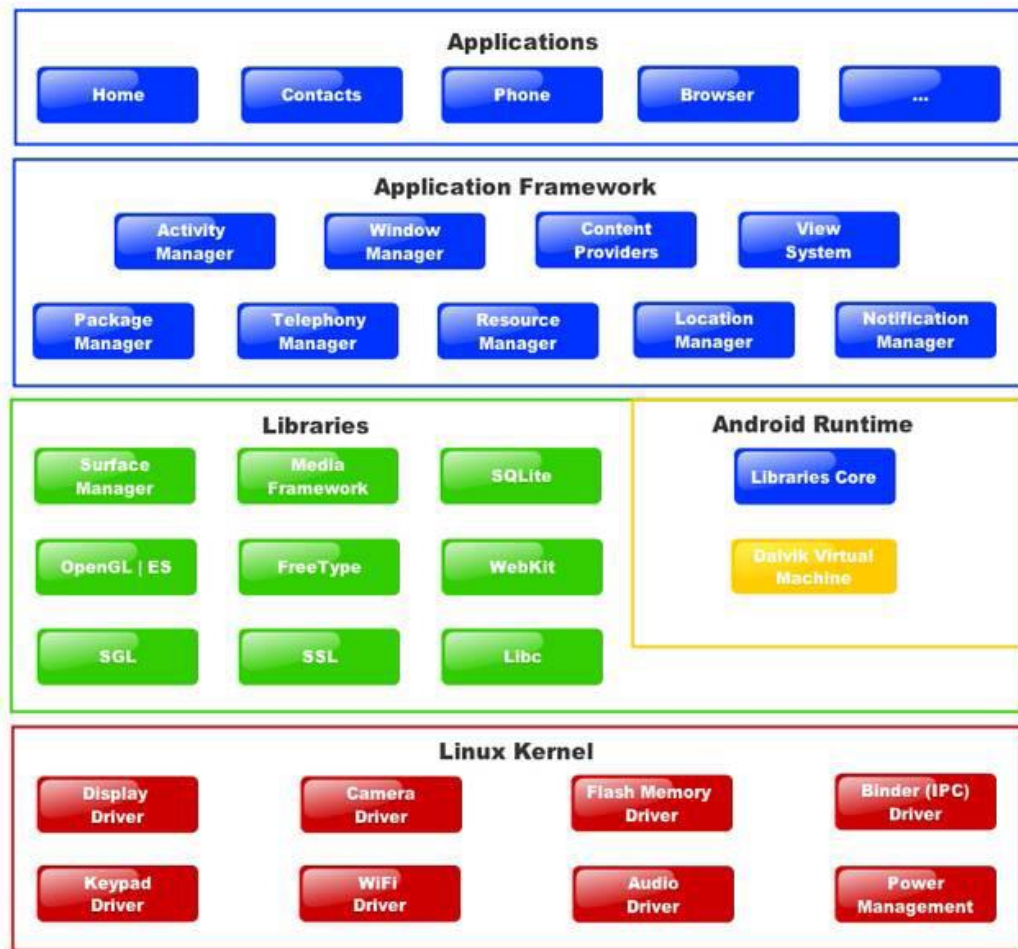 Applications
Home
Contacts
Phone
Browser
...
Application Framework
Activity
Manager
Window
Manager
Content
Providers
View
System
Package
Manager
Telephony
Manager
Resource
Manager
Location
Manager
Notification
Manager
Libraries
Surface
Manager
Media
Framework
SQLite
OpenGL | ES
FreeType
WebKit
SGL
SSL
Libc
Android Runtime
Libraries Core
Dalvik Virtual
Machine
Linux Kernel
Display
Driver
Camera
Driver
Flash Memory
Driver
Binder (IPC)
Driver
Keypad
Driver
WiFi
Driver
Audio
Driver
Power
Management